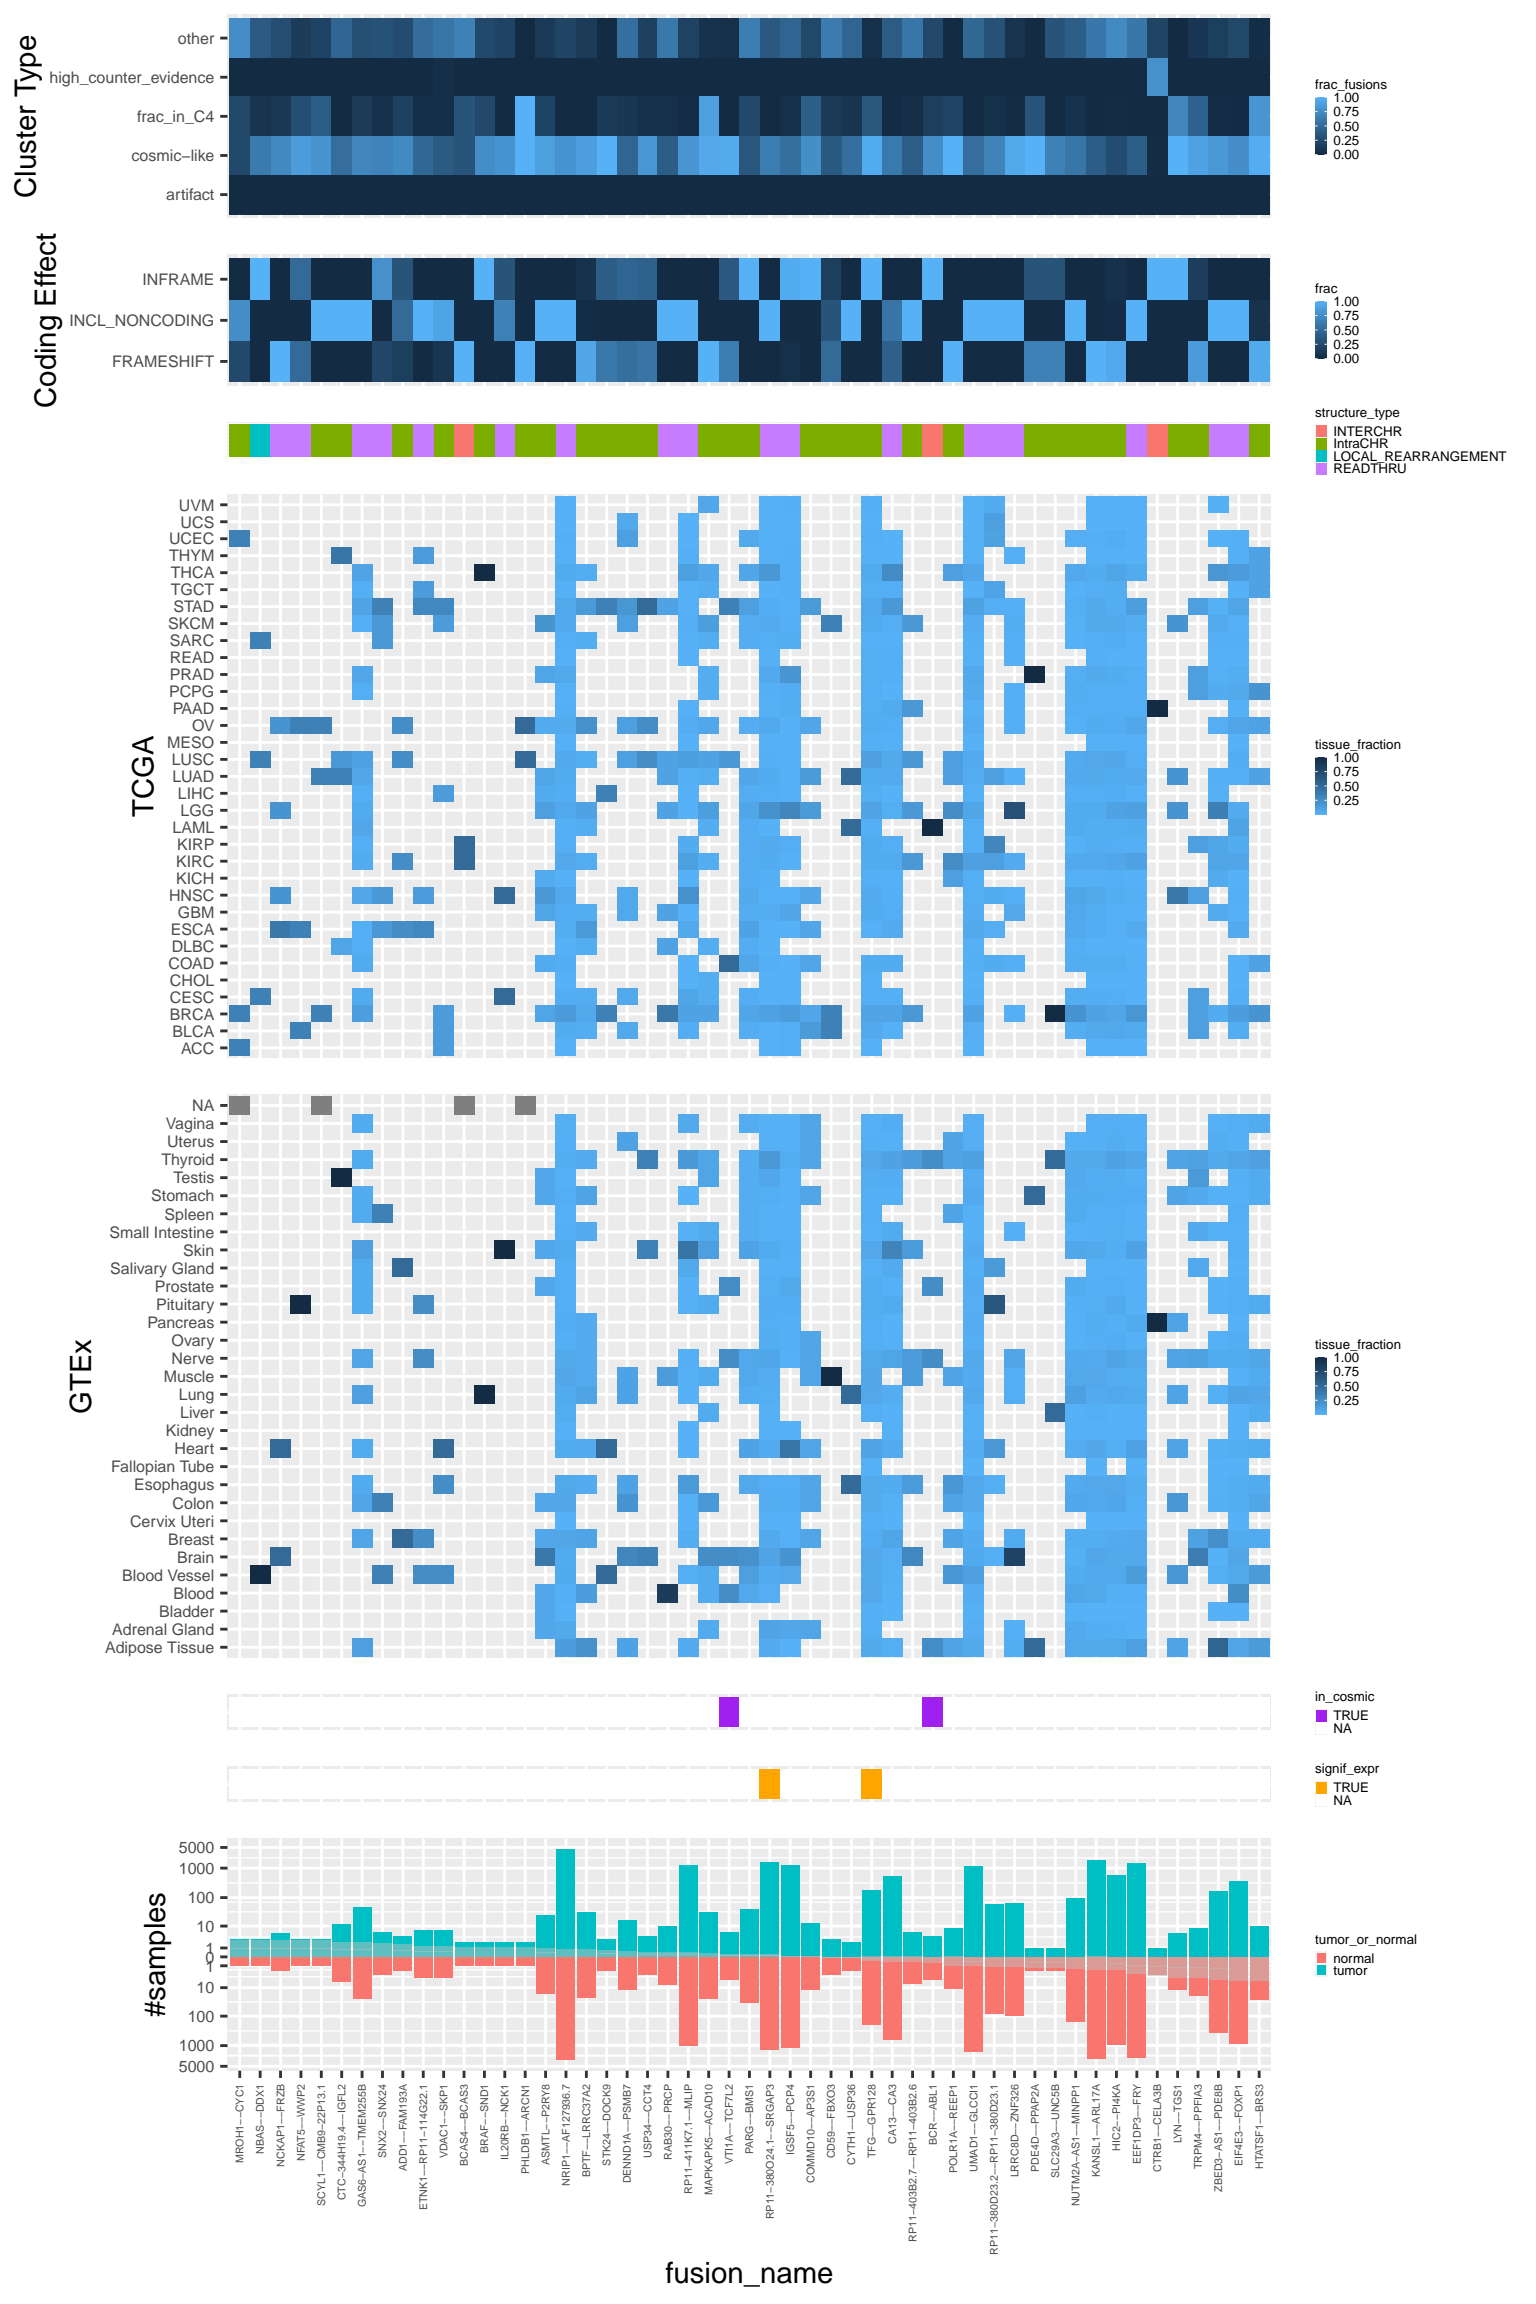 Cluster Type
other
high_counter_evidence
frac_in_C4
cosmic−like
artifact
frac_fusions
1.00
0.75
0.50
0.25
0.00
Coding Effect
INFRAME
INCL_NONCODING
FRAMESHIFT
frac
1.00
0.75
0.50
0.25
0.00
structure_type
INTERCHR
IntraCHR
LOCAL_REARRANGEMENT
READTHRU
TCGA
UVM
UCS
UCEC
THYM
THCA
TGCT
STAD
SKCM
SARC
READ
PRAD
PCPG
PAAD
OV
MESO
LUSC
LUAD
LIHC
LGG
LAML
KIRP
KIRC
KICH
HNSC
GBM
ESCA
DLBC
COAD
CHOL
CESC
BRCA
BLCA
ACC
tissue_fraction
1.00
0.75
0.50
0.25
GTEx
NA
Vagina
Uterus
Thyroid
Testis
Stomach
Spleen
Small Intestine
Skin
Salivary Gland
Prostate
Pituitary
Pancreas
Ovary
Nerve
Muscle
Lung
Liver
Kidney
Heart
Fallopian Tube
Esophagus
Colon
Cervix Uteri
Breast
Brain
Blood Vessel
Blood
Bladder
Adrenal Gland
Adipose Tissue
tissue_fraction
1.00
0.75
0.50
0.25
in_cosmic
TRUE
NA
signif_expr
TRUE
NA
#samples
5000
1000
100
10
1
0
1
10
100
1000
5000
tumor_or_normal
normal
tumor
MROH1−−CYC1
NBAS−−DDX1
NCKAP1−−FRZB
NFAT5−−WWP2
SCYL1−−CMB9−22P13.1
CTC−344H19.4−−IGFL2
GAS6−AS1−−TMEM255B
SNX2−−SNX24
ADD1−−FAM193A
ETNK1−−RP11−114G22.1
VDAC1−−SKP1
BCAS4−−BCAS3
BRAF−−SND1
IL20RB−−NCK1
PHLDB1−−ARCN1
ASMTL−−P2RY8
NRIP1−−AF127936.7
BPTF−−LRRC37A2
STK24−−DOCK9
DENND1A−−PSMB7
USP34−−CCT4
RAB30−−PRCP
RP11−411K7.1−−MLIP
MAPKAPK5−−ACAD10
VTI1A−−TCF7L2
PARG−−BMS1
RP11−380O24.1−−SRGAP3
IGSF5−−PCP4
COMMD10−−AP3S1
CD59−−FBXO3
CYTH1−−USP36
TFG−−GPR128
CA13−−CA3
RP11−403B2.7−−RP11−403B2.6
BCR−−ABL1
POLR1A−−REEP1
UMAD1−−GLCCI1
RP11−380D23.2−−RP11−380D23.1
LRRC8D−−ZNF326
PDE4D−−PPAP2A
SLC29A3−−UNC5B
NUTM2A−AS1−−MINPP1
KANSL1−−ARL17A
HIC2−−PI4KA
EEF1DP3−−FRY
CTRB1−−CELA3B
LYN−−TGS1
TRPM4−−PPFIA3
ZBED3−AS1−−PDE8B
EIF4E3−−FOXP1
HTATSF1−−BRS3
fusion_name